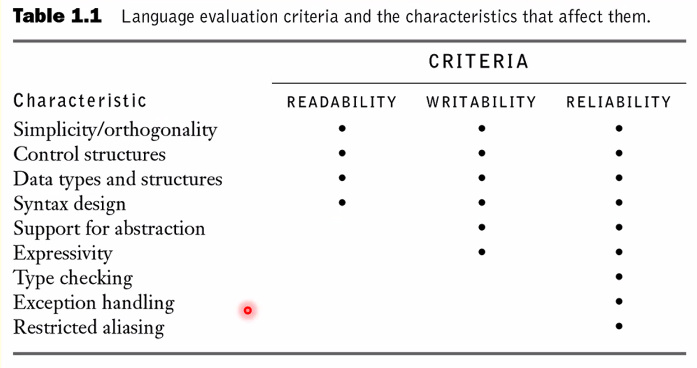 Table 1.1 Language evaluation criteria and the characteristics that affect them.
CRITERIA
Characteristic READABILITY WRITABILITY RELIABILITY
Simplicity/orthogonality • • •
Control structures • • •
Data types and structures • • •
Syntax design • • •
Support for abstraction • •
Expressivity • •
Type checking •
Exception handling •
Restricted aliasing •